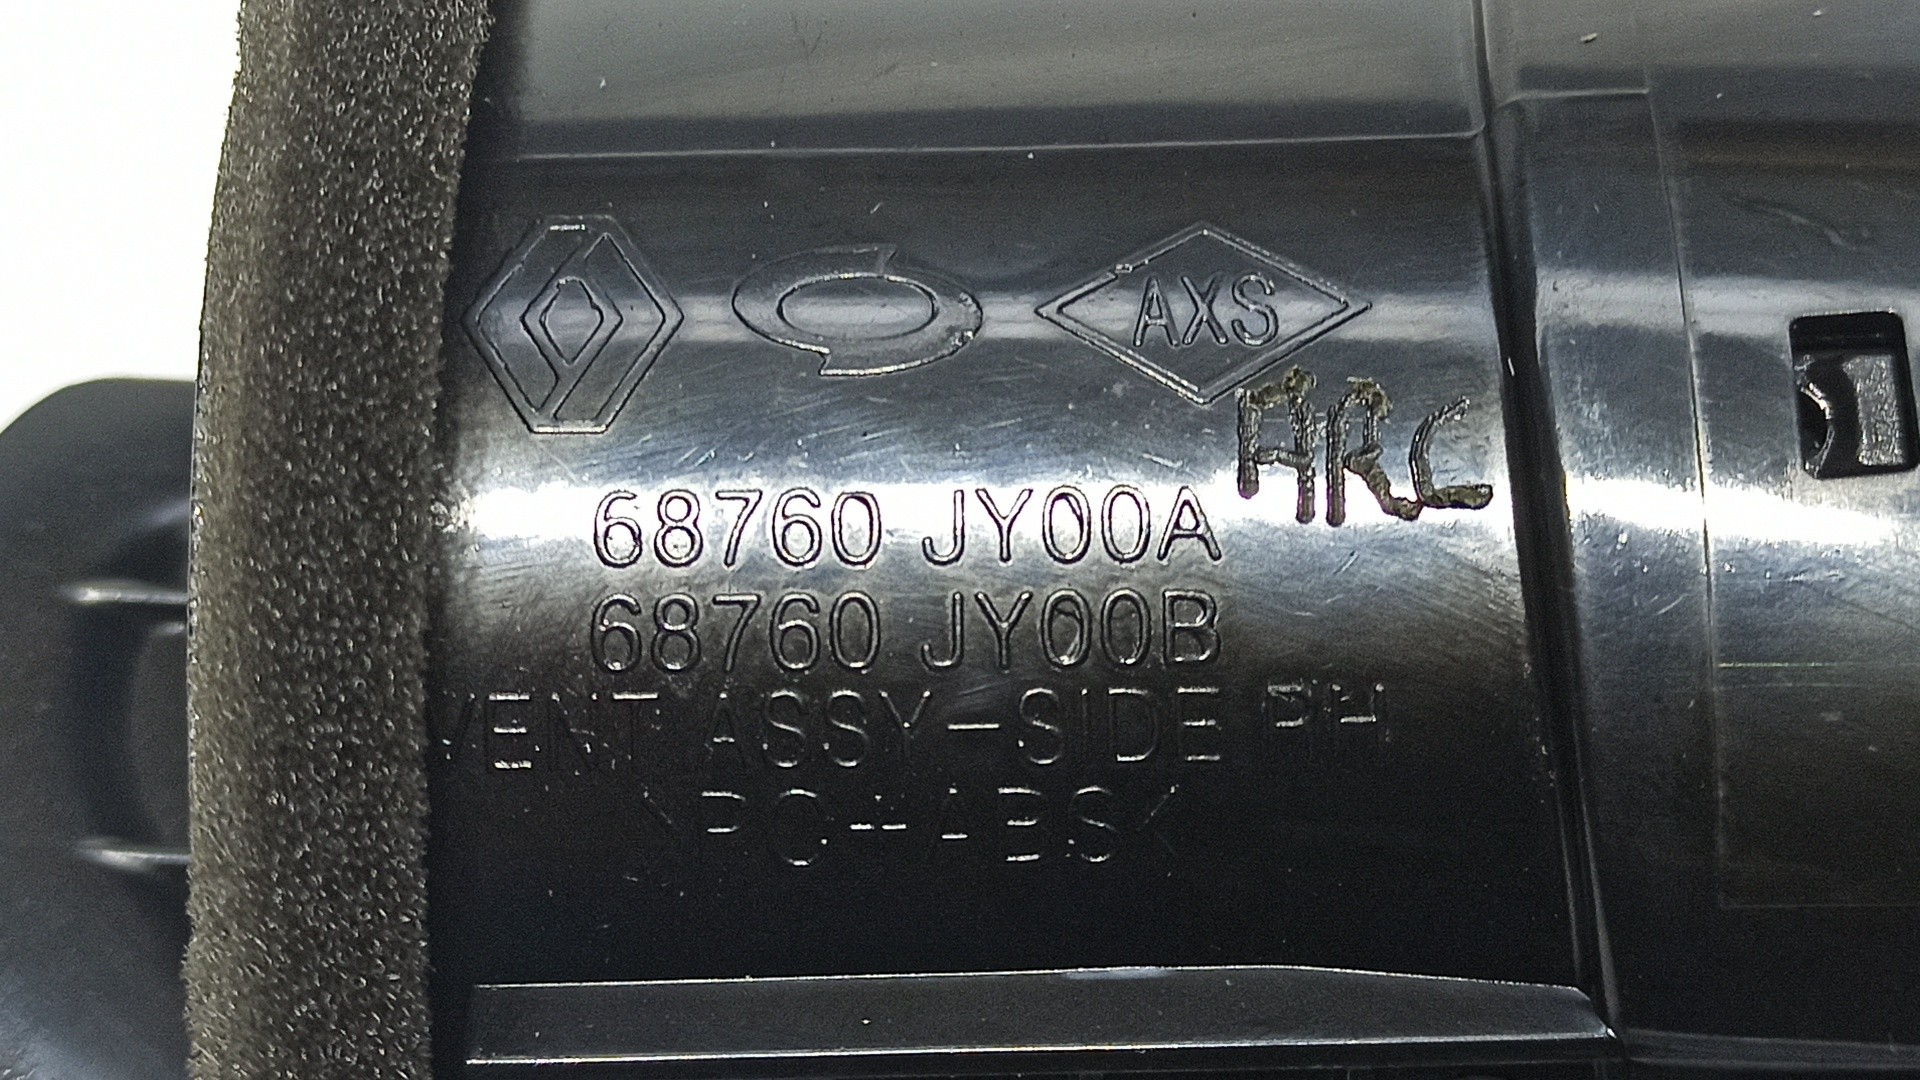 AXS
ARC
68760 JY00A
68760 JY00B
VENT ASSY-SIDE RH
>PC+ABS<